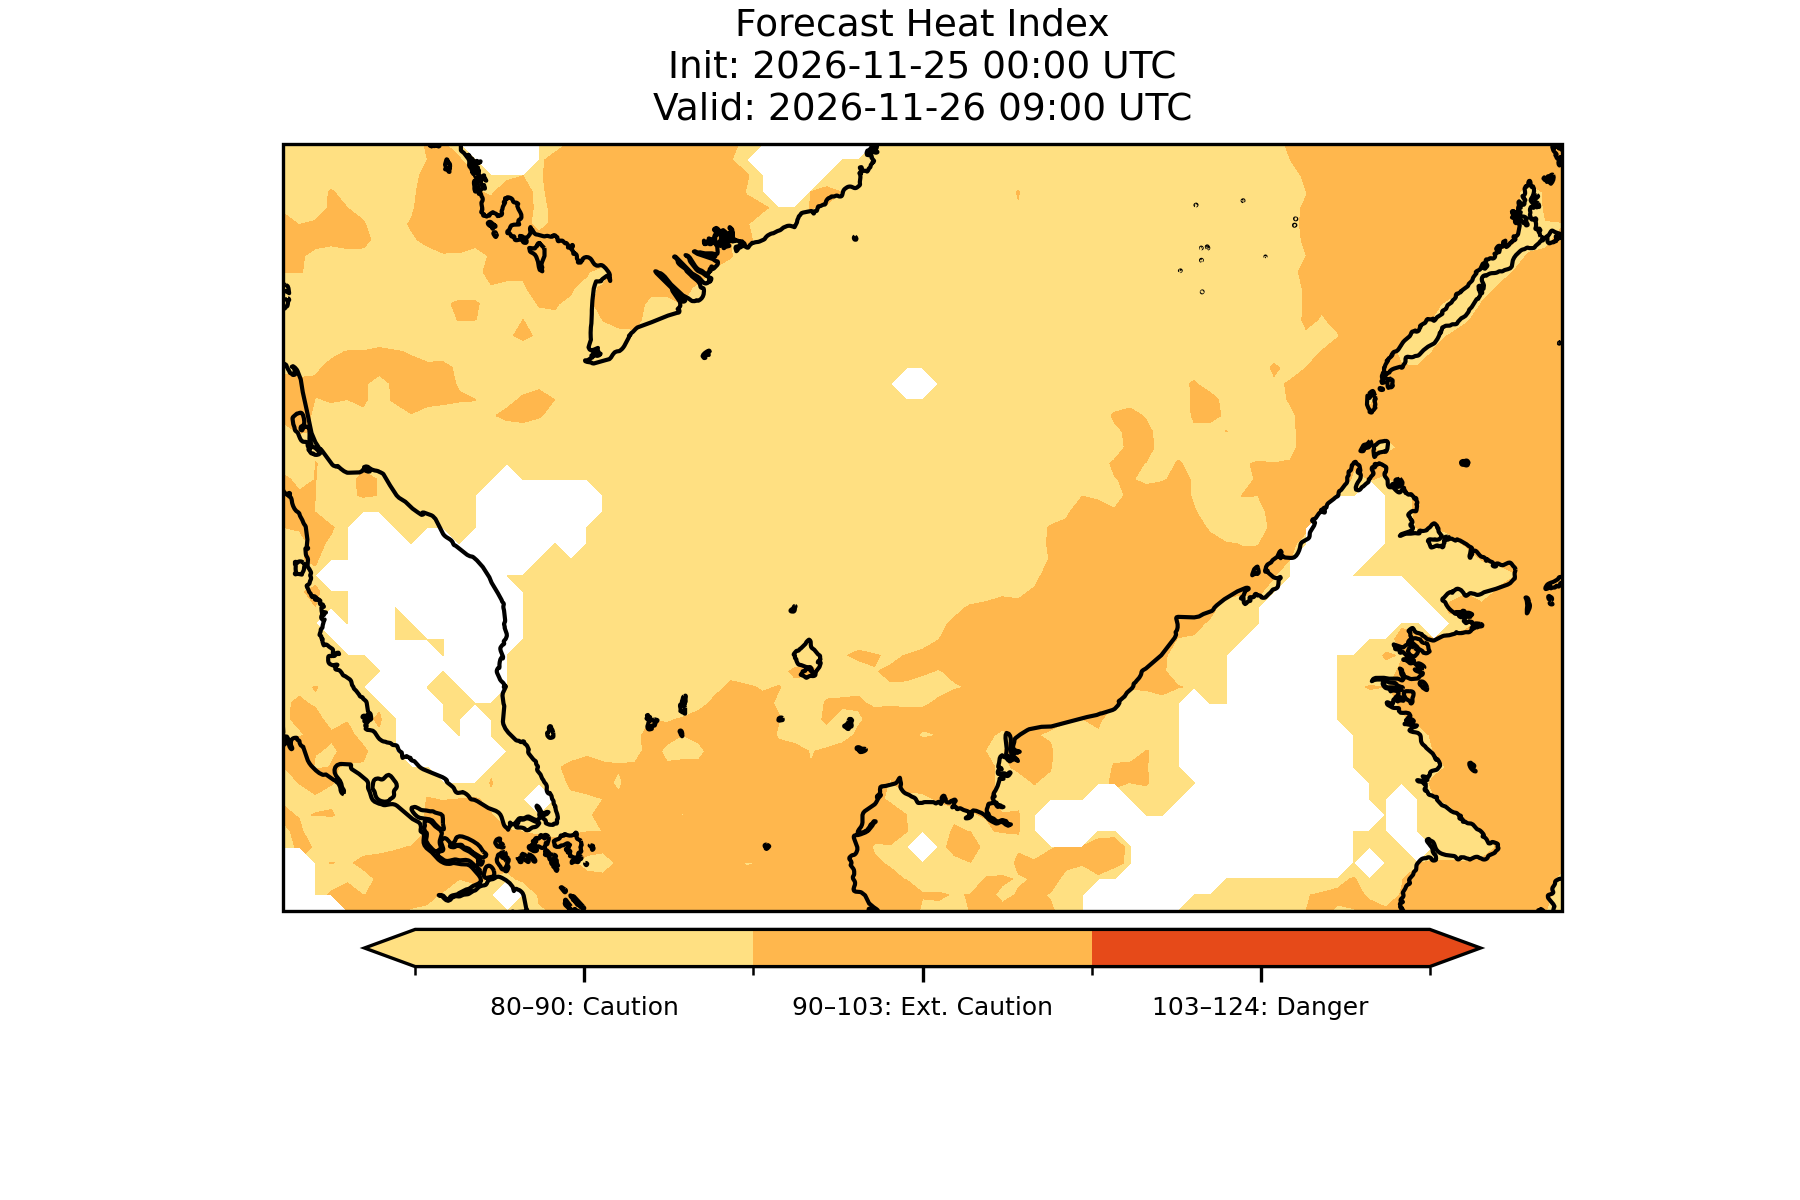 Forecast Heat Index
Init: 2026-11-25 00:00 UTC
Valid: 2026-11-26 09:00 UTC
80–90: Caution
90–103: Ext. Caution
103–124: Danger